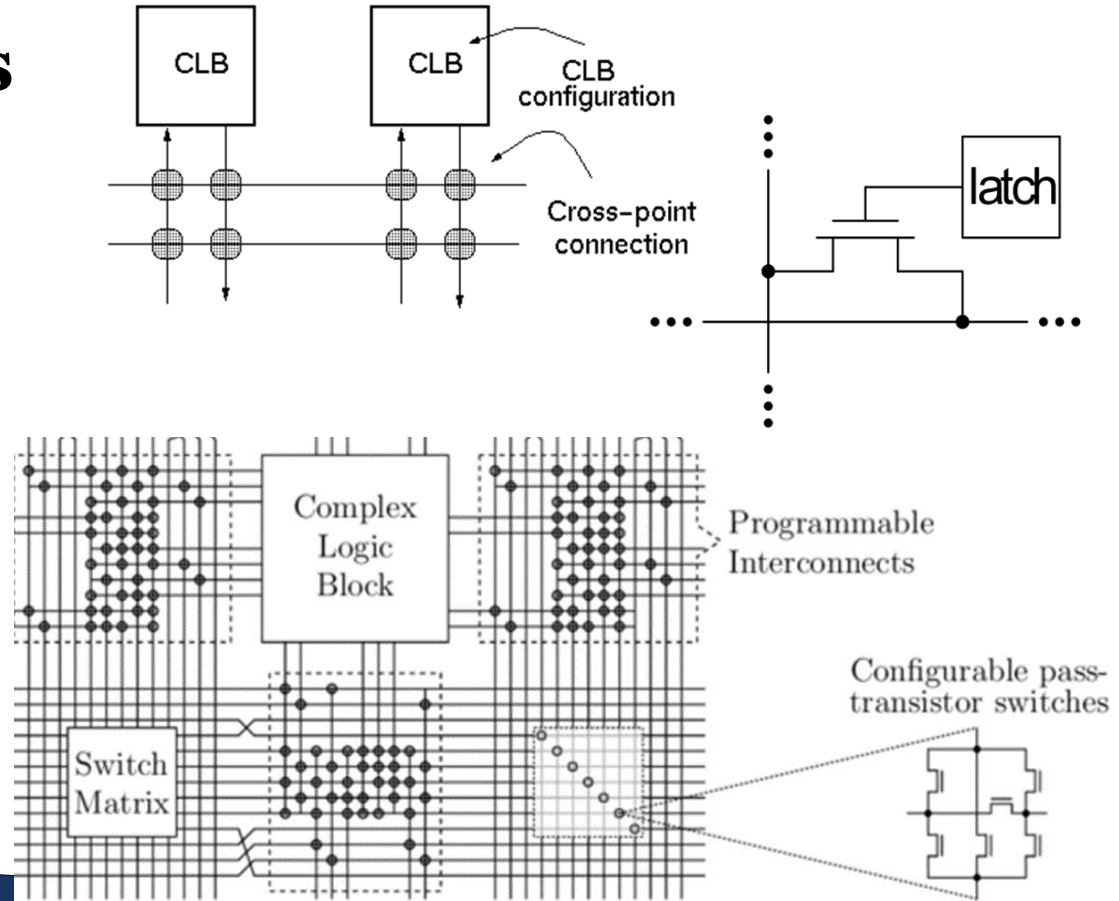 s
CLB
CLB
CLB
configuration
Cross-point
connection
latch
Complex
Logic
Block
Programmable
Interconnects
Configurable pass-
transistor switches
Switch
Matrix